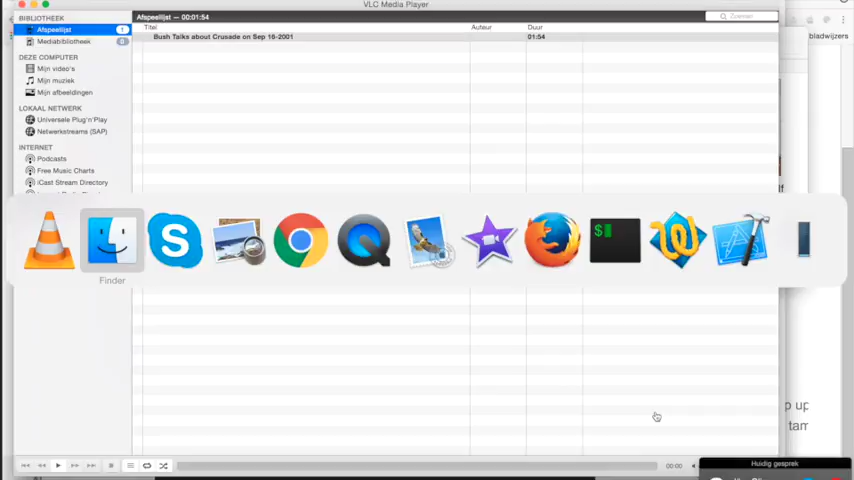 VLC Media Player
BIBLIOTHEEK
Afspeellijst — 00:01:54
Zoeken
Afspeellijst 1
Titel Auteur Duur
bladwijzers
Bush Talks about Crusade on Sep 16-2001 01:54
Mediabibliotheek 0
DEZE COMPUTER
Mijn video's
Mijn muziek
Mijn afbeeldingen
LOKAAL NETWERK
Universele Plug'n'Play
Netwerkstreams (SAP)
INTERNET
Podcasts
Free Music Charts
iCast Stream Directory
S
$
Finder
p up
tam
00:00
Huidig gesprek